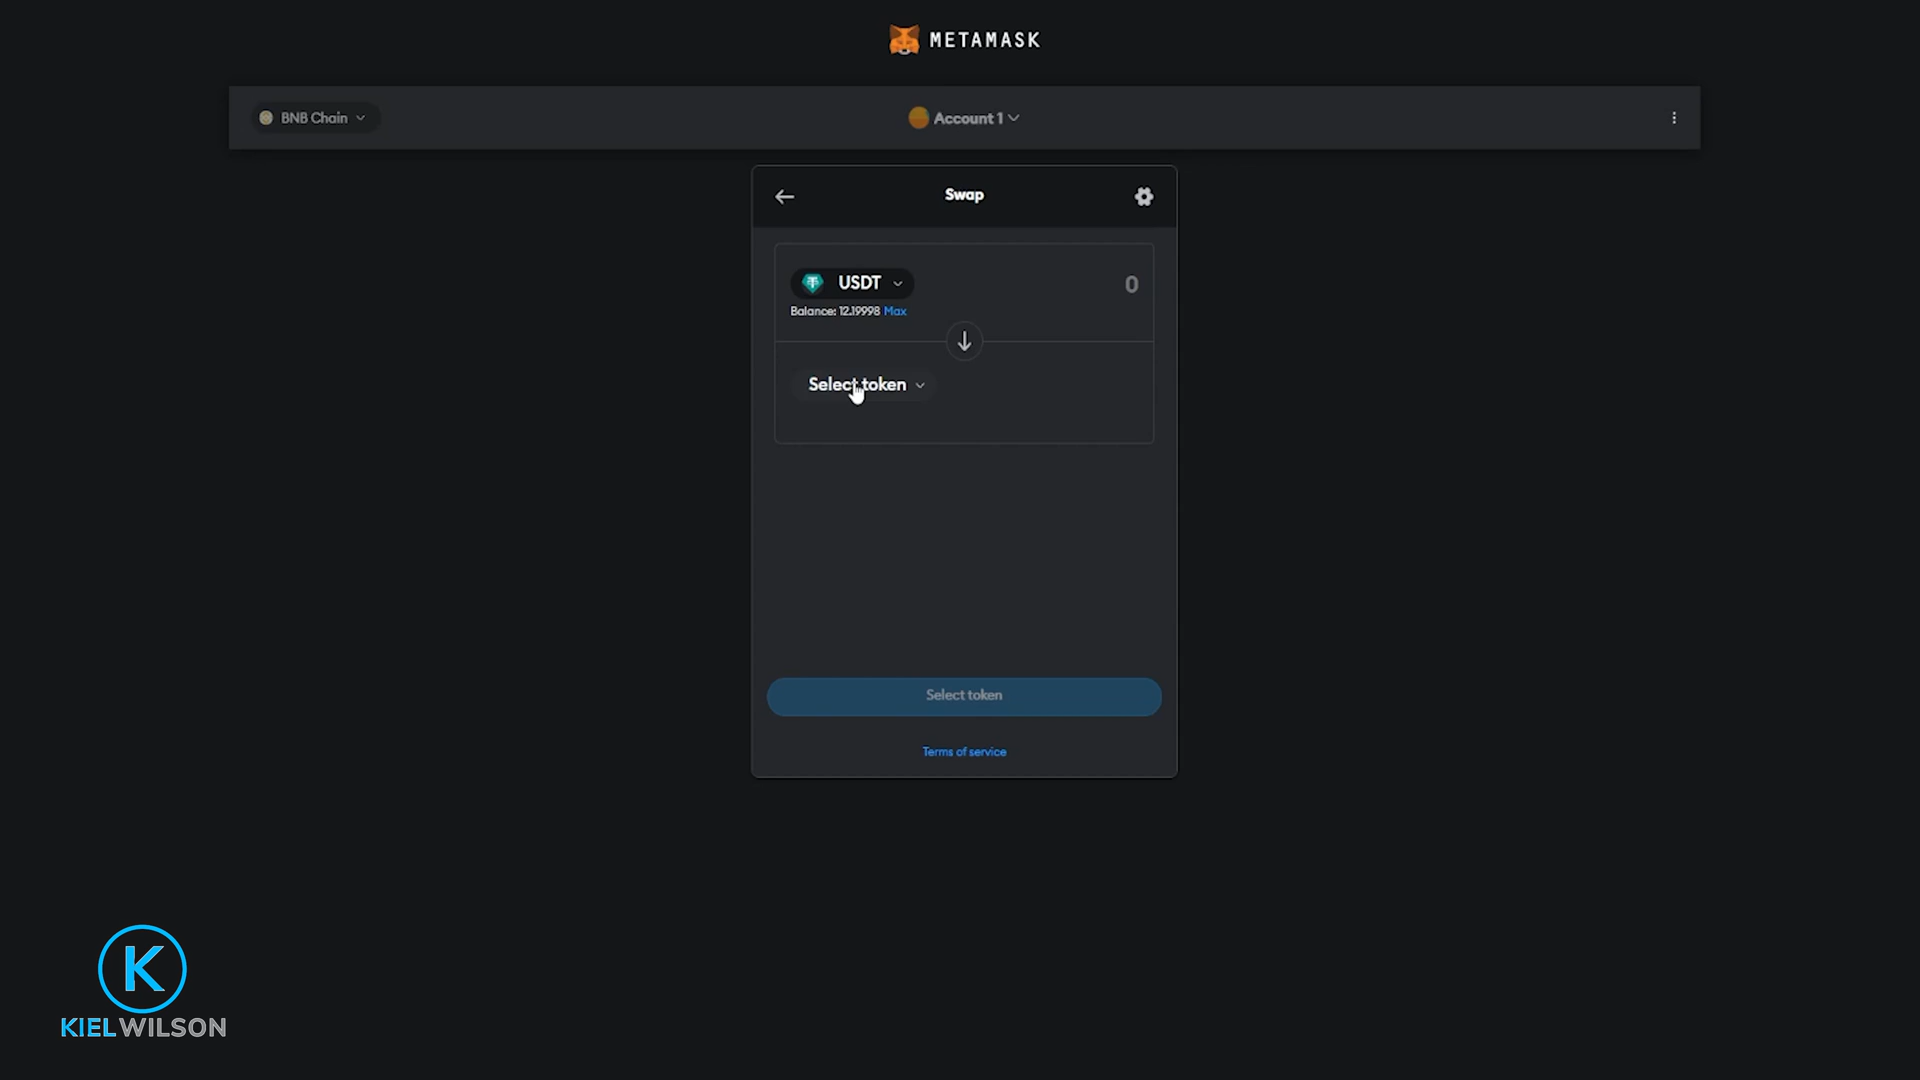 METAMASK
BNB Chain
Account 1
Swap
USDT
0
Balance: 12.19998 Max
Select token
Select token
Terms of service
K
KIELWILSON